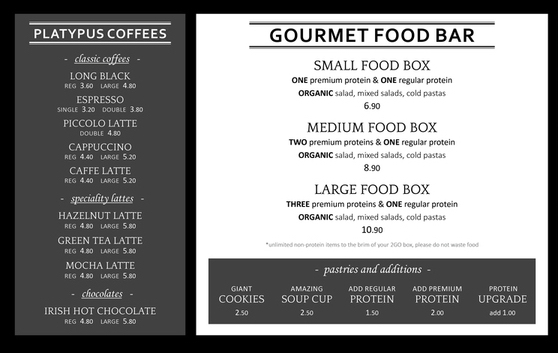 PLATYPUS COFFEES
- classic coffees -
LONG BLACK
REG 3.60 LARGE 4.80
ESPRESSO
SINGLE 3.20 DOUBLE 3.80
PICCOLO LATTE
DOUBLE 4.80
CAPPUCCINO
REG 4.40 LARGE 5.20
CAFFE LATTE
REG 4.40 LARGE 5.20
- speciality lattes -
HAZELNUT LATTE
REG 4.80 LARGE 5.80
GREEN TEA LATTE
REG 4.80 LARGE 5.80
MOCHA LATTE
REG 4.80 LARGE 5.80
- chocolates -
IRISH HOT CHOCOLATE
REG 4.80 LARGE 5.80
GOURMET FOOD BAR
SMALL FOOD BOX
ONE premium protein & ONE regular protein
ORGANIC salad, mixed salads, cold pastas
6.90
MEDIUM FOOD BOX
TWO premium proteins & ONE regular protein
ORGANIC salad, mixed salads, cold pastas
8.90
LARGE FOOD BOX
THREE premium proteins & ONE regular protein
ORGANIC salad, mixed salads, cold pastas
10.90
*unlimited non-protein items to the brim of your 2GO box, please do not waste food
- pastries and additions -
GIANT COOKIES 2.50
AMAZING SOUP CUP 2.50
ADD REGULAR PROTEIN 1.50
ADD PREMIUM PROTEIN 2.00
PROTEIN UPGRADE add 1.00